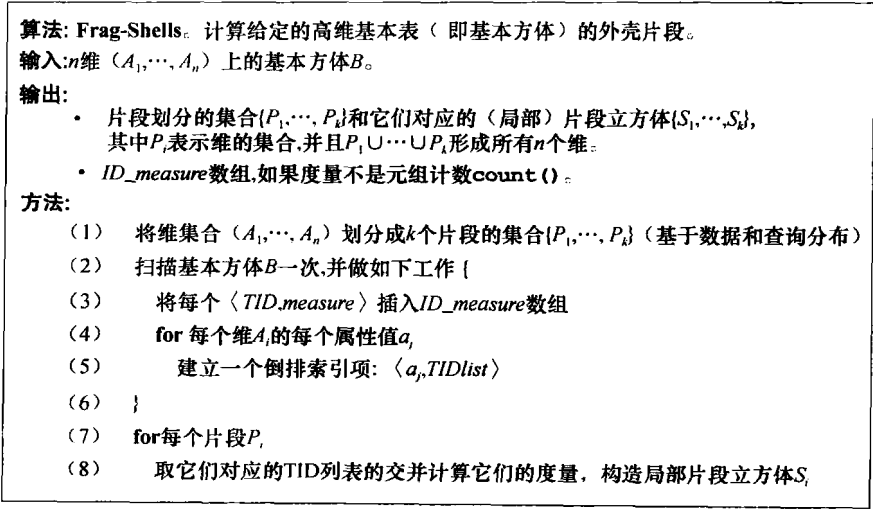 算法: Frag-Shells。计算给定的高维基本表（即基本方体）的外壳片段。
输入:n维（A₁,⋯, Aₙ）上的基本方体B。
输出:
• 片段划分的集合{P₁,⋯, Pₖ}和它们对应的（局部）片段立方体{S₁,⋯,Sₖ},
其中Pᵢ表示维的集合,并且P₁∪⋯∪Pₖ形成所有n个维。
• ID_measure数组,如果度量不是元组计数count()。
方法:
（1） 将维集合（A₁,⋯, Aₙ）划分成k个片段的集合{P₁,⋯, Pₖ}（基于数据和查询分布）
（2） 扫描基本方体B一次,并做如下工作 {
（3） 将每个〈TID,measure〉插入ID_measure数组
（4） for 每个维Aᵢ的每个属性值aⱼ
（5） 建立一个倒排索引项:〈aⱼ,TIDlist〉
（6） }
（7） for每个片段Pᵢ
（8） 取它们对应的TID列表的交并计算它们的度量，构造局部片段立方体Sᵢ